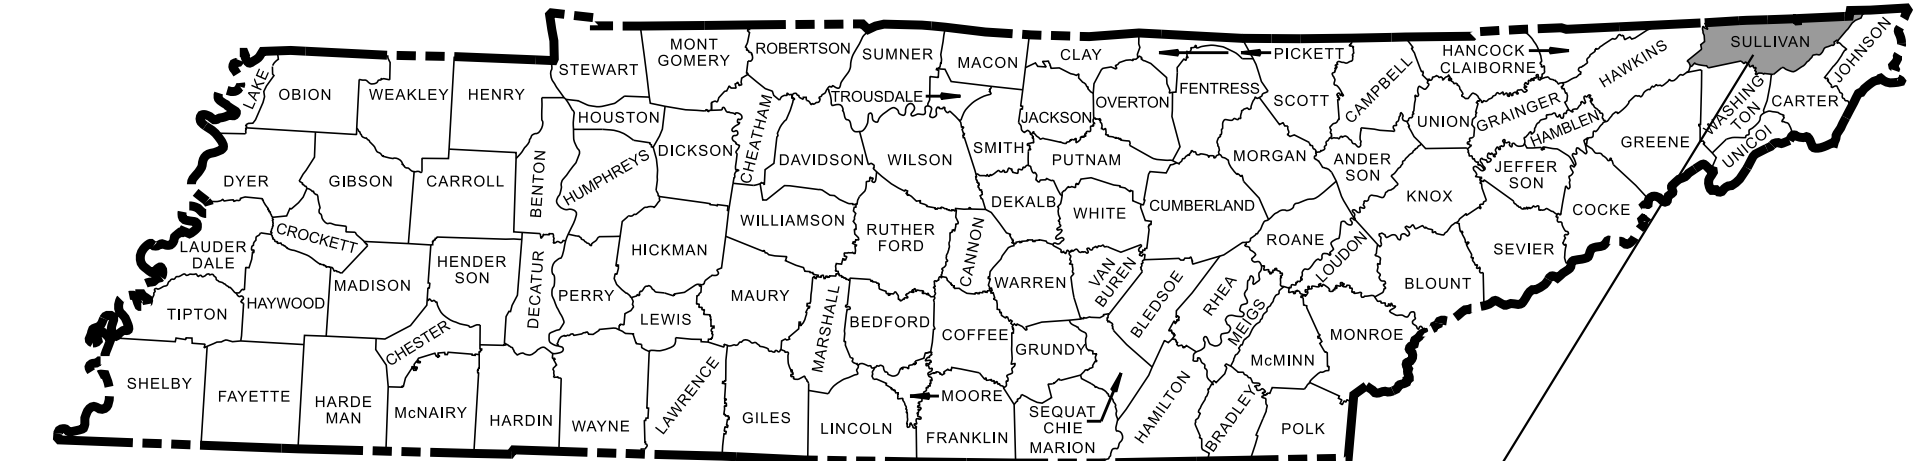 LAKE
OBION
WEAKLEY
HENRY
STEWART
MONT
GOMERY
ROBERTSON
SUMNER
MACON
CLAY
PICKETT
HANCOCK
CLAIBORNE
HAWKINS
SULLIVAN
JOHNSON
HOUSTON
CHEATHAM
TROUSDALE
JACKSON
OVERTON
FENTRESS
SCOTT
CAMPBELL
UNION
GRAINGER
HAMBLEN
GREENE
WASHING
TON
UNICOI
CARTER
DYER
GIBSON
CARROLL
BENTON
HUMPHREYS
DICKSON
DAVIDSON
WILSON
SMITH
PUTNAM
MORGAN
ANDER
SON
KNOX
JEFFER
SON
COCKE
LAUDER
DALE
CROCKETT
WILLIAMSON
RUTHER
FORD
CANNON
DEKALB
WHITE
CUMBERLAND
ROANE
LOUDON
BLOUNT
SEVIER
TIPTON
HAYWOOD
MADISON
HENDER
SON
DECATUR
PERRY
HICKMAN
LEWIS
MAURY
MARSHALL
BEDFORD
COFFEE
WARREN
VAN
BUREN
GRUNDY
BLEDSOE
RHEA
MEIGS
McMINN
MONROE
SHELBY
FAYETTE
HARDE
MAN
CHESTER
McNAIRY
HARDIN
WAYNE
LAWRENCE
GILES
LINCOLN
MOORE
FRANKLIN
SEQUAT
CHIE
MARION
HAMILTON
BRADLEY
POLK